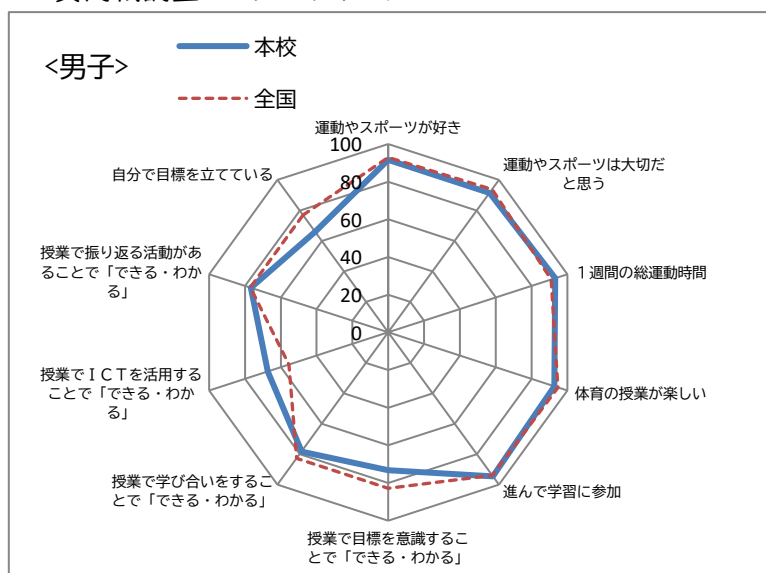 <男子>
本校
全国
運動やスポーツが好き
運動やスポーツは大切だ
と思う
1週間の総運動時間
体育の授業が楽しい
進んで学習に参加
授業で目標を意識するこ
とで「できる・わかる」
授業で学び合いをするこ
とで「できる・わかる」
授業でICTを活用する
ことで「できる・わか
る」
授業で振り返る活動があ
ることで「できる・わか
る」
自分で目標を立てている
100
80
60
40
20
0